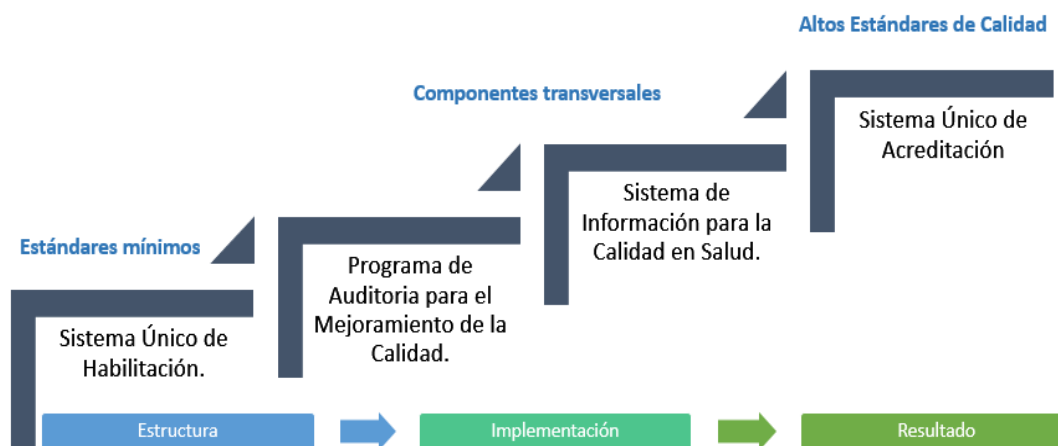 Altos Estándares de Calidad
Componentes transversales
Sistema Único de
Acreditación
Sistema de
Información para la
Calidad en Salud.
Estándares mínimos
Programa de
Auditoria para el
Mejoramiento de la
Calidad.
Sistema Único de
Habilitación.
Estructura
Implementación
Resultado